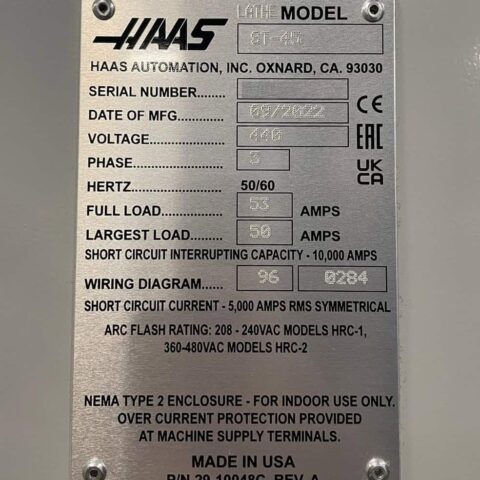 LATHE MODEL
HAAS ST-45
HAAS AUTOMATION, INC. OXNARD, CA. 93030
SERIAL NUMBER........
DATE OF MFG.......... 09/2022 CE
VOLTAGE................ 440 EAC
PHASE................... 3 UK CA
HERTZ 50/60
FULL LOAD............. 53 AMPS
LARGEST LOAD....... 50 AMPS
SHORT CIRCUIT INTERRUPTING CAPACITY - 10,000 AMPS
WIRING DIAGRAM...... 96 0284
SHORT CIRCUIT CURRENT - 5,000 AMPS RMS SYMMETRICAL
ARC FLASH RATING: 208 - 240VAC MODELS HRC-1,
360-480VAC MODELS HRC-2
NEMA TYPE 2 ENCLOSURE - FOR INDOOR USE ONLY.
OVER CURRENT PROTECTION PROVIDED
AT MACHINE SUPPLY TERMINALS.
MADE IN USA
P/N 29-10048C REV A